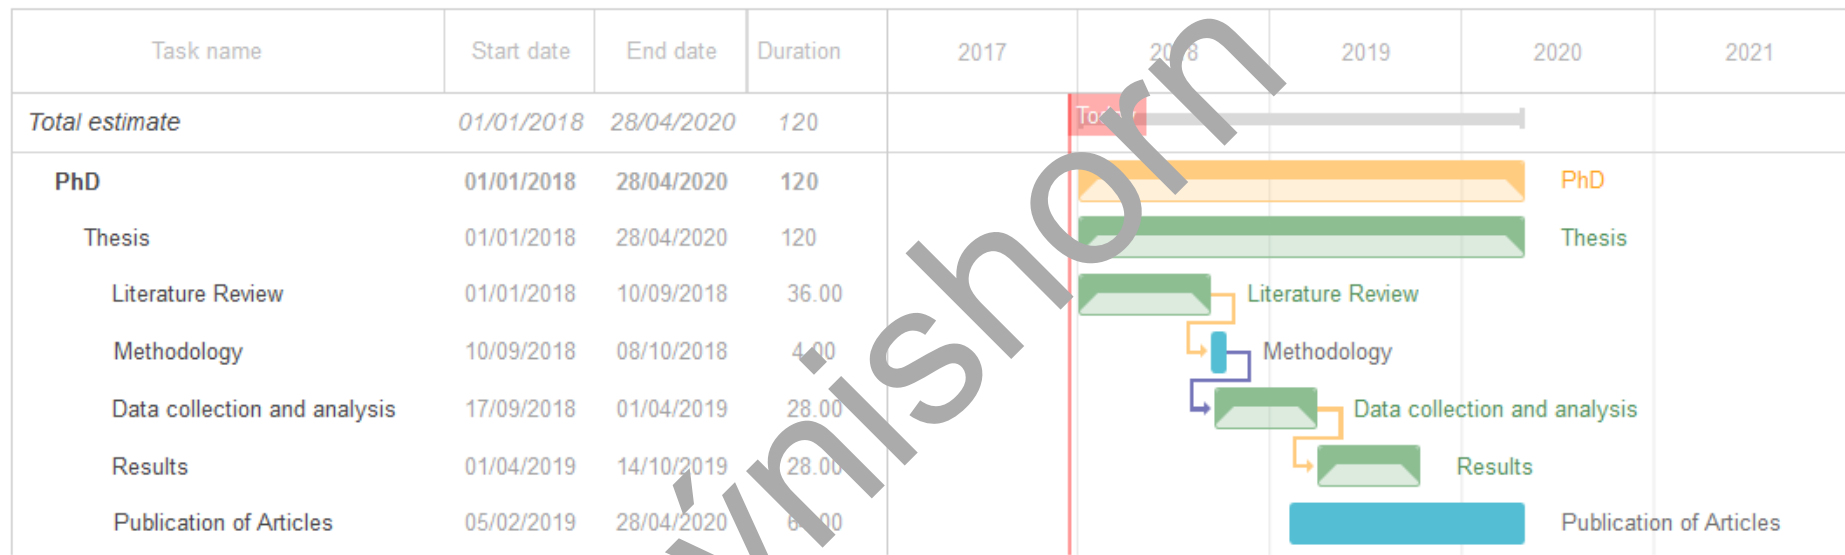 Task name Start date End date Duration 2017 2018 2019 2020 2021
Total estimate 01/01/2018 28/04/2020 120 Today
PhD 01/01/2018 28/04/2020 120 PhD
Thesis 01/01/2018 28/04/2020 120 Thesis
Literature Review 01/01/2018 10/09/2018 36.00 Literature Review
Methodology 10/09/2018 08/10/2018 4.00 Methodology
Data collection and analysis 17/09/2018 01/04/2019 28.00 Data collection and analysis
Results 01/04/2019 14/10/2019 28.00 Results
Publication of Articles 05/02/2019 28/04/2020 Publication of Articles
ýnishorn